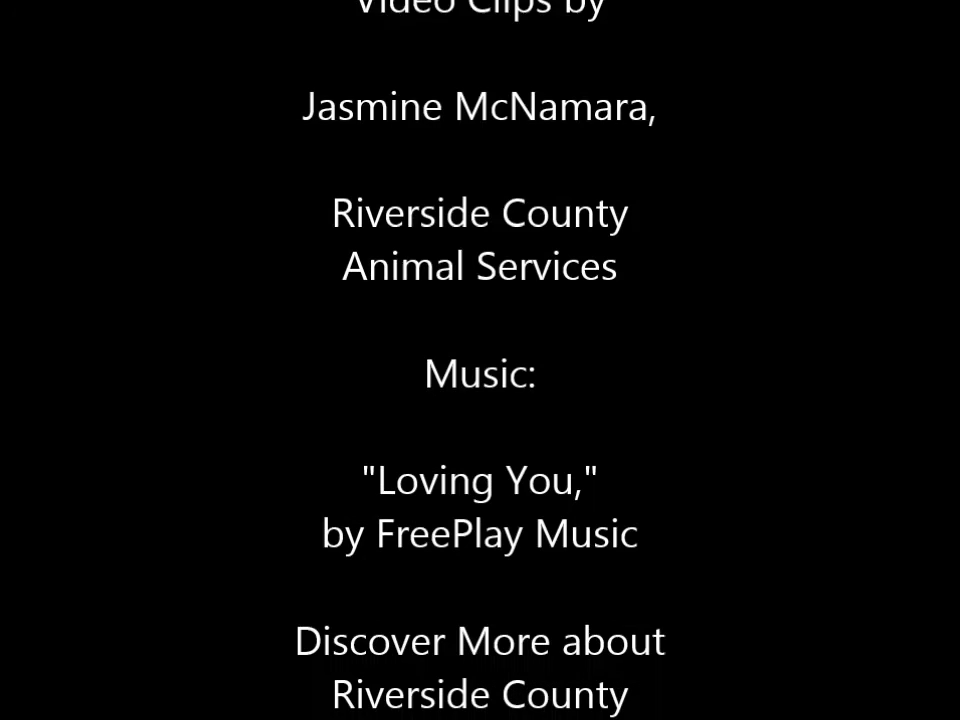 Video Clips by
Jasmine McNamara,
Riverside County
Animal Services
Music:
"Loving You,"
by FreePlay Music
Discover More about
Riverside County